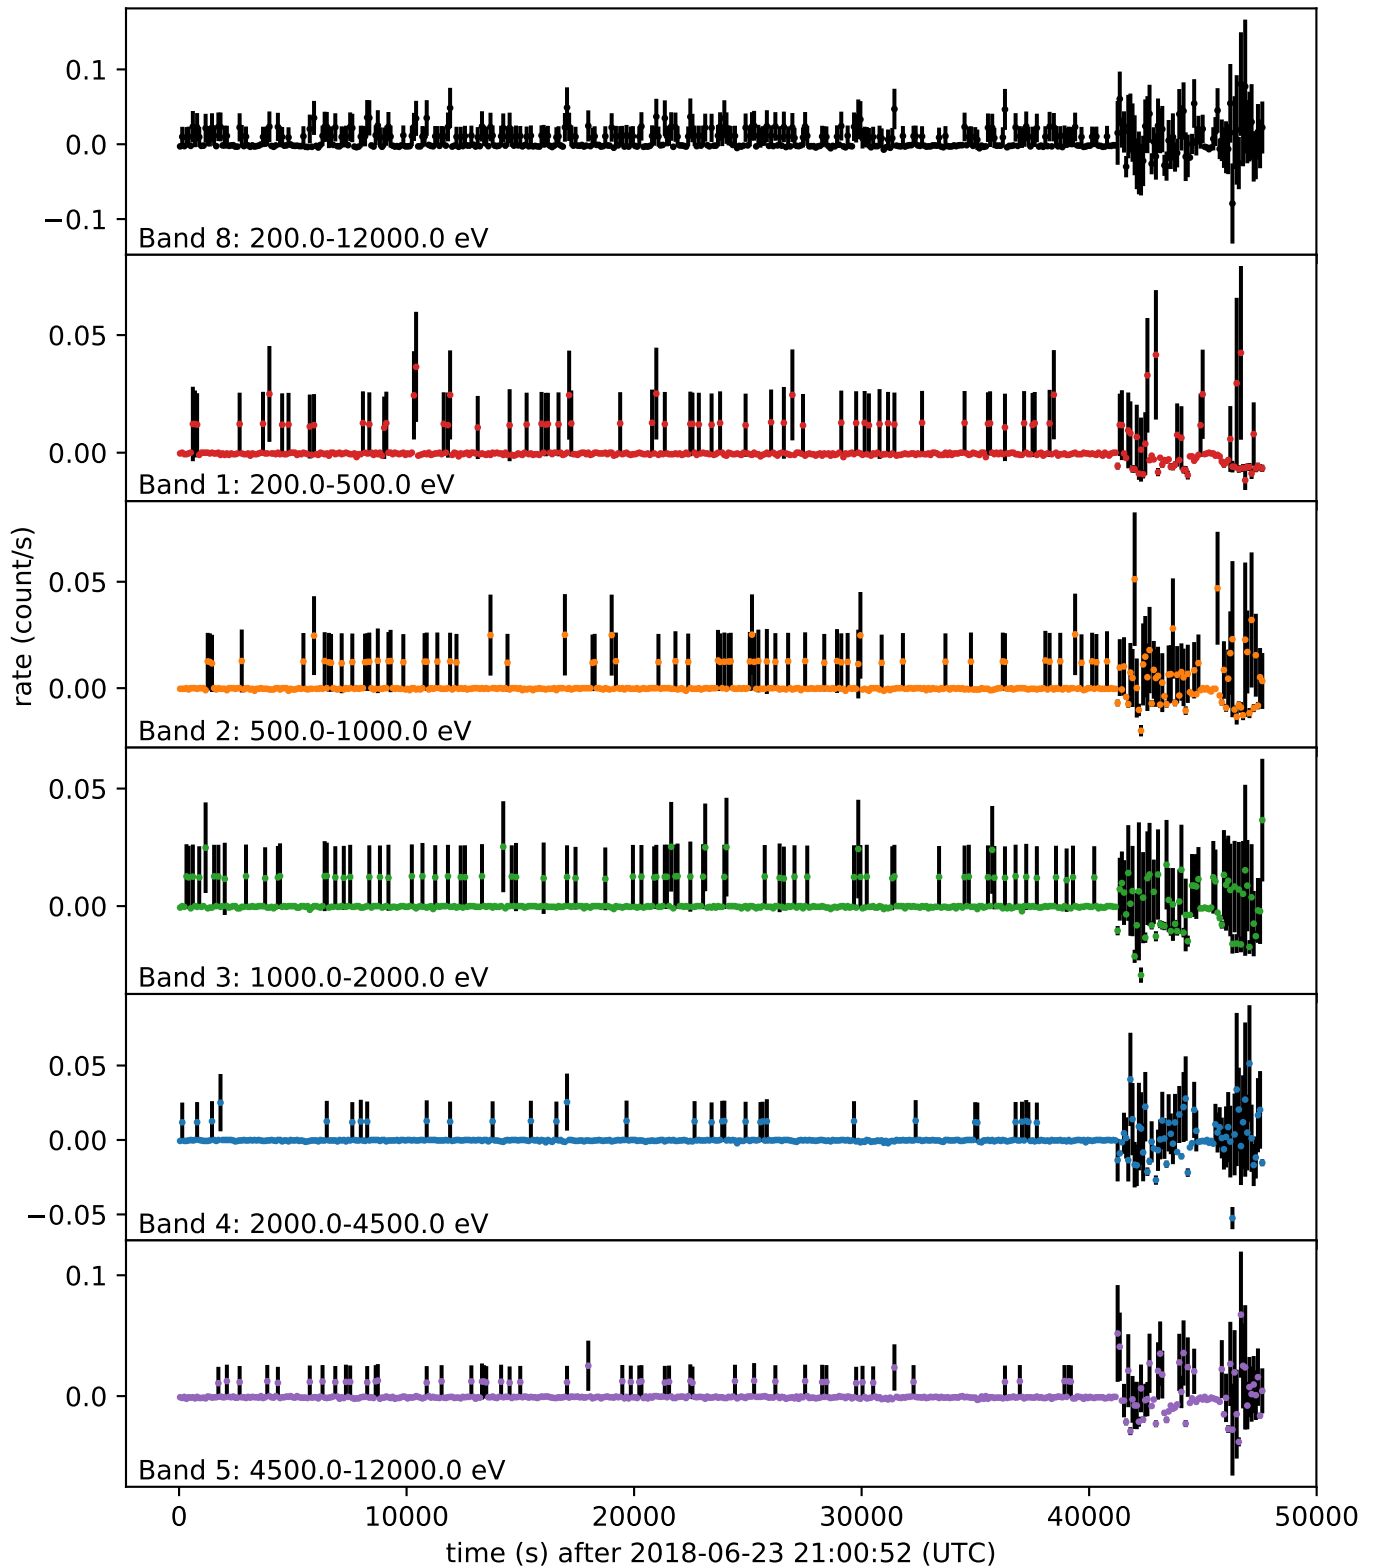 0.1
0.0
−0.1
Band 8: 200.0-12000.0 eV
0.05
0.00
Band 1: 200.0-500.0 eV
rate (count/s)
0.05
0.00
Band 2: 500.0-1000.0 eV
0.05
0.00
Band 3: 1000.0-2000.0 eV
0.05
0.00
−0.05
Band 4: 2000.0-4500.0 eV
0.1
0.0
Band 5: 4500.0-12000.0 eV
0 10000 20000 30000 40000 50000
time (s) after 2018-06-23 21:00:52 (UTC)